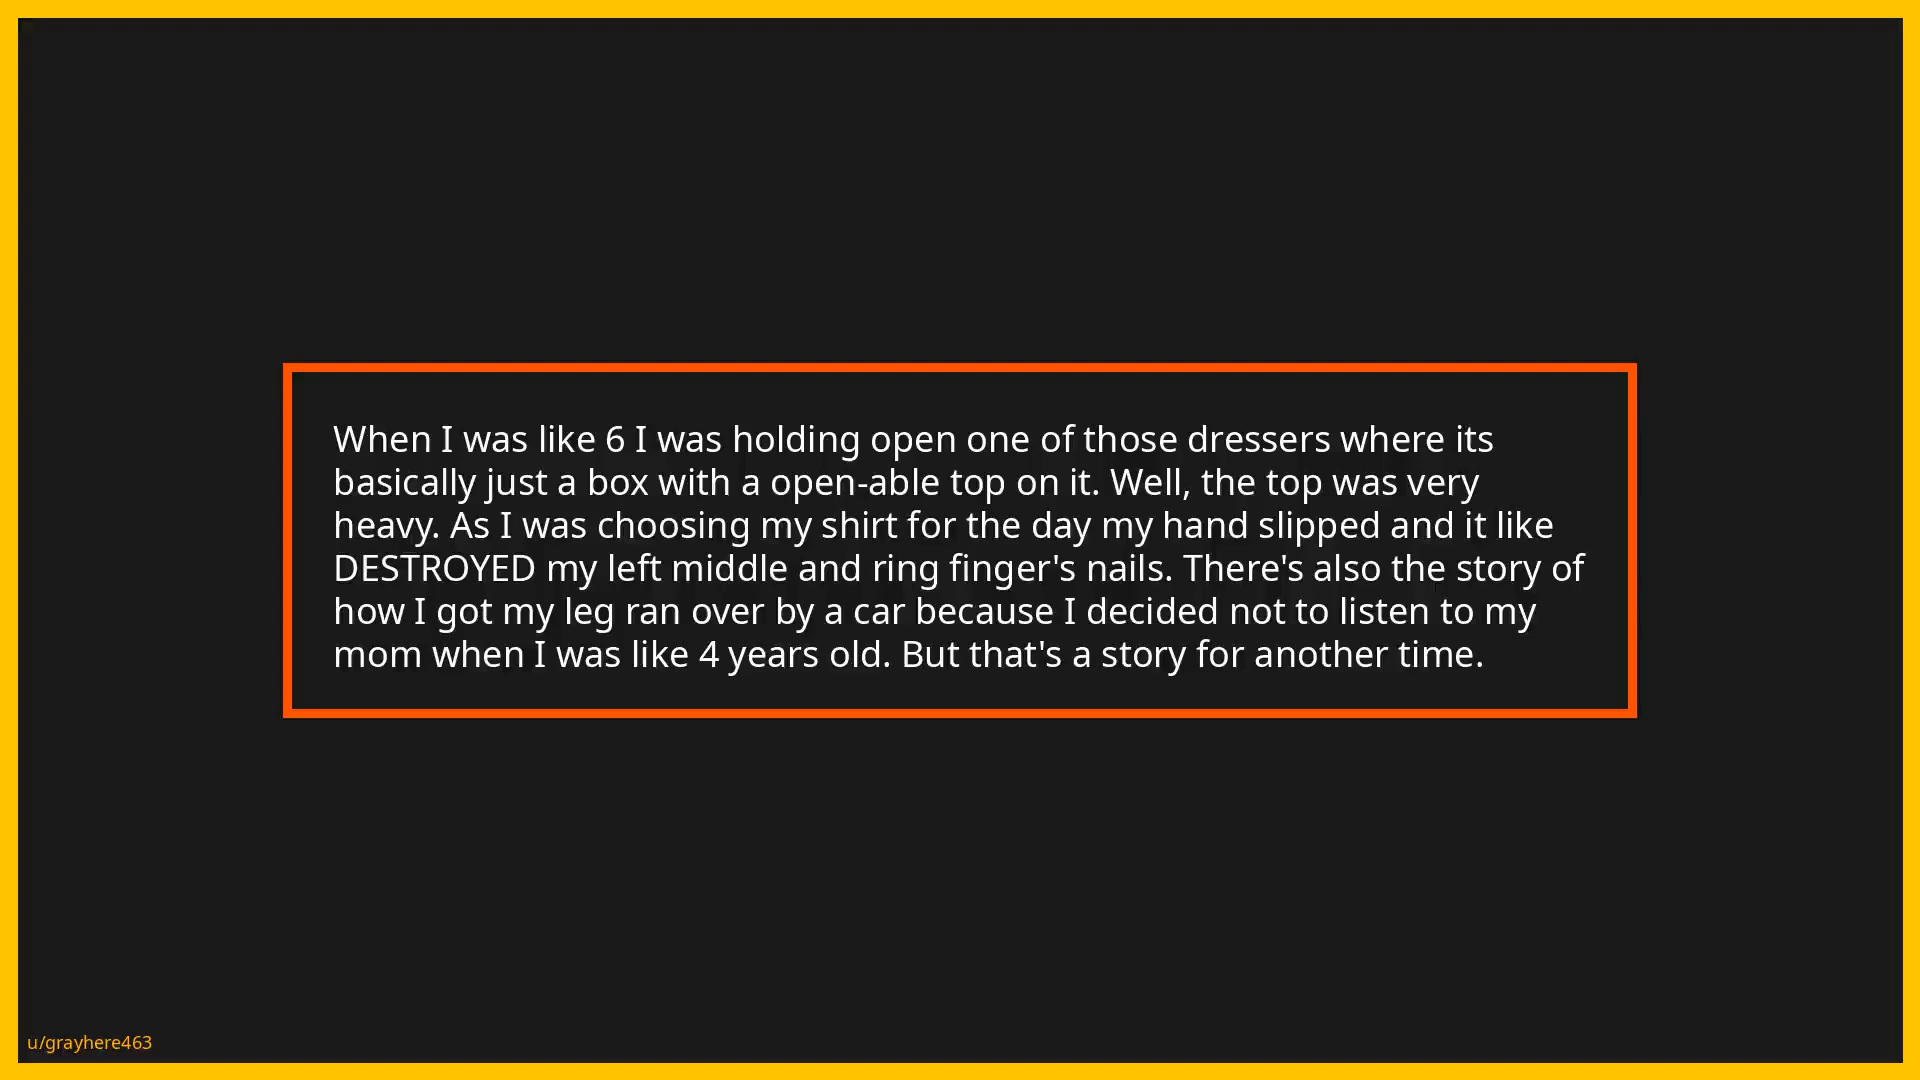 When I was like 6 I was holding open one of those dressers where its
basically just a box with a open-able top on it. Well, the top was very
heavy. As I was choosing my shirt for the day my hand slipped and it like
DESTROYED my left middle and ring finger's nails. There's also the story of
how I got my leg ran over by a car because I decided not to listen to my
mom when I was like 4 years old. But that's a story for another time.
u/grayhere463